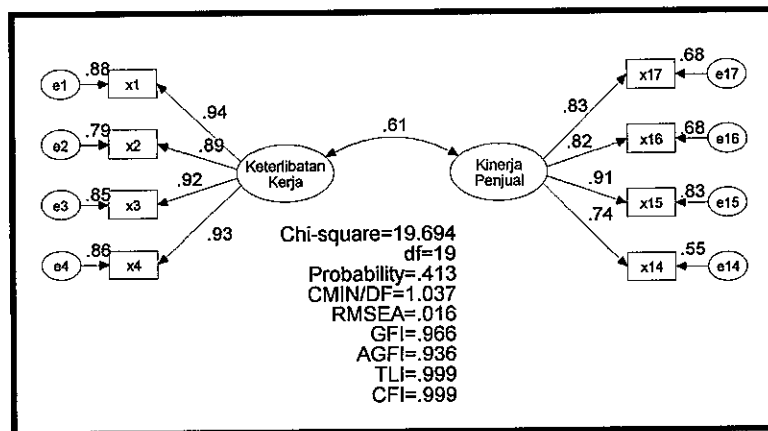 .88
e1
x1
.94
.79
e2
x2
.89
.85
e3
x3
.92
.86
e4
x4
.93
Keterlibatan
Kerja
.61
Kinerja
Penjual
.68
x17
e17
.83
.68
x16
e16
.82
.83
x15
e15
.91
.55
x14
e14
.74
Chi-square=19.694
df=19
Probability=.413
CMIN/DF=1.037
RMSEA=.016
GFI=.966
AGFI=.936
TLI=.999
CFI=.999